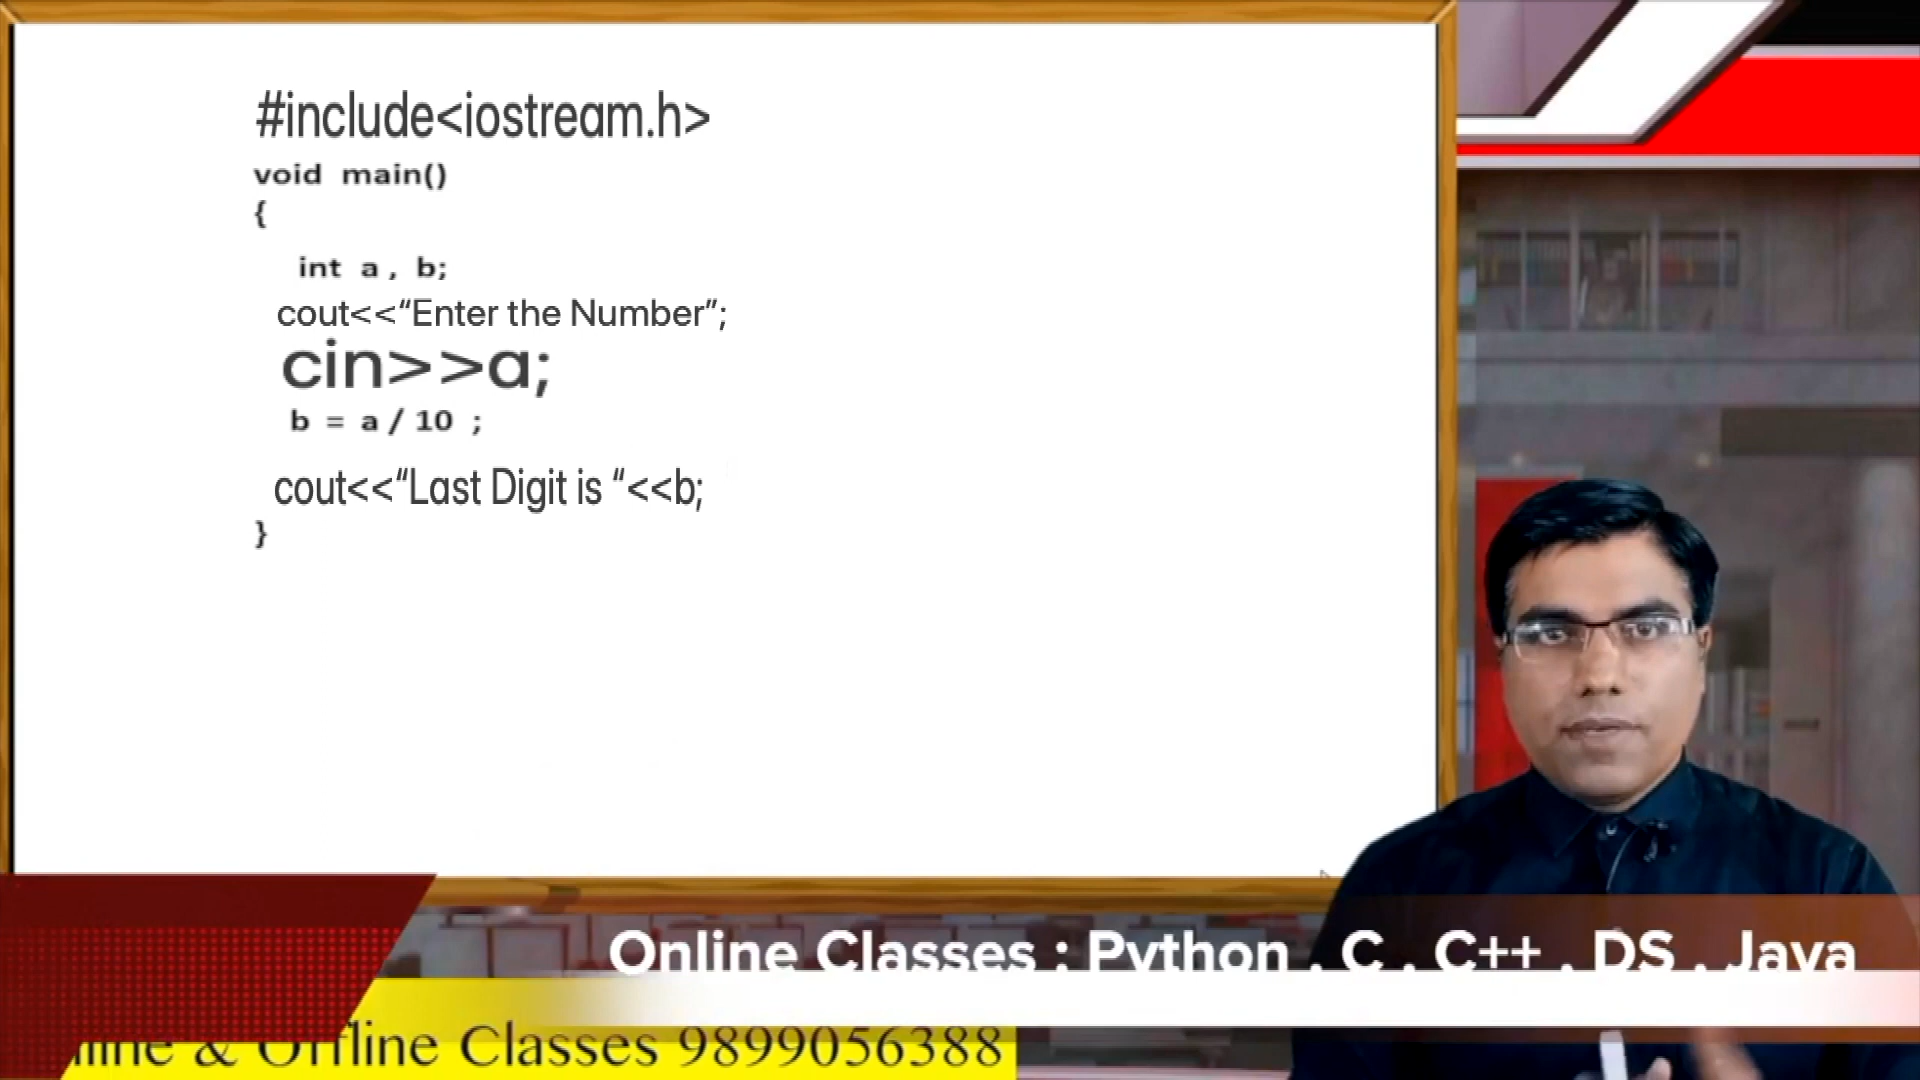 #include<iostream.h>
void main()
{
int a , b;
cout<<“Enter the Number”;
cin>>a;
b = a / 10 ;
cout<<“Last Digit is “<<b;
}
Online Classes : Python , C , C++ , DS , Java
& Offline Classes 9899056388